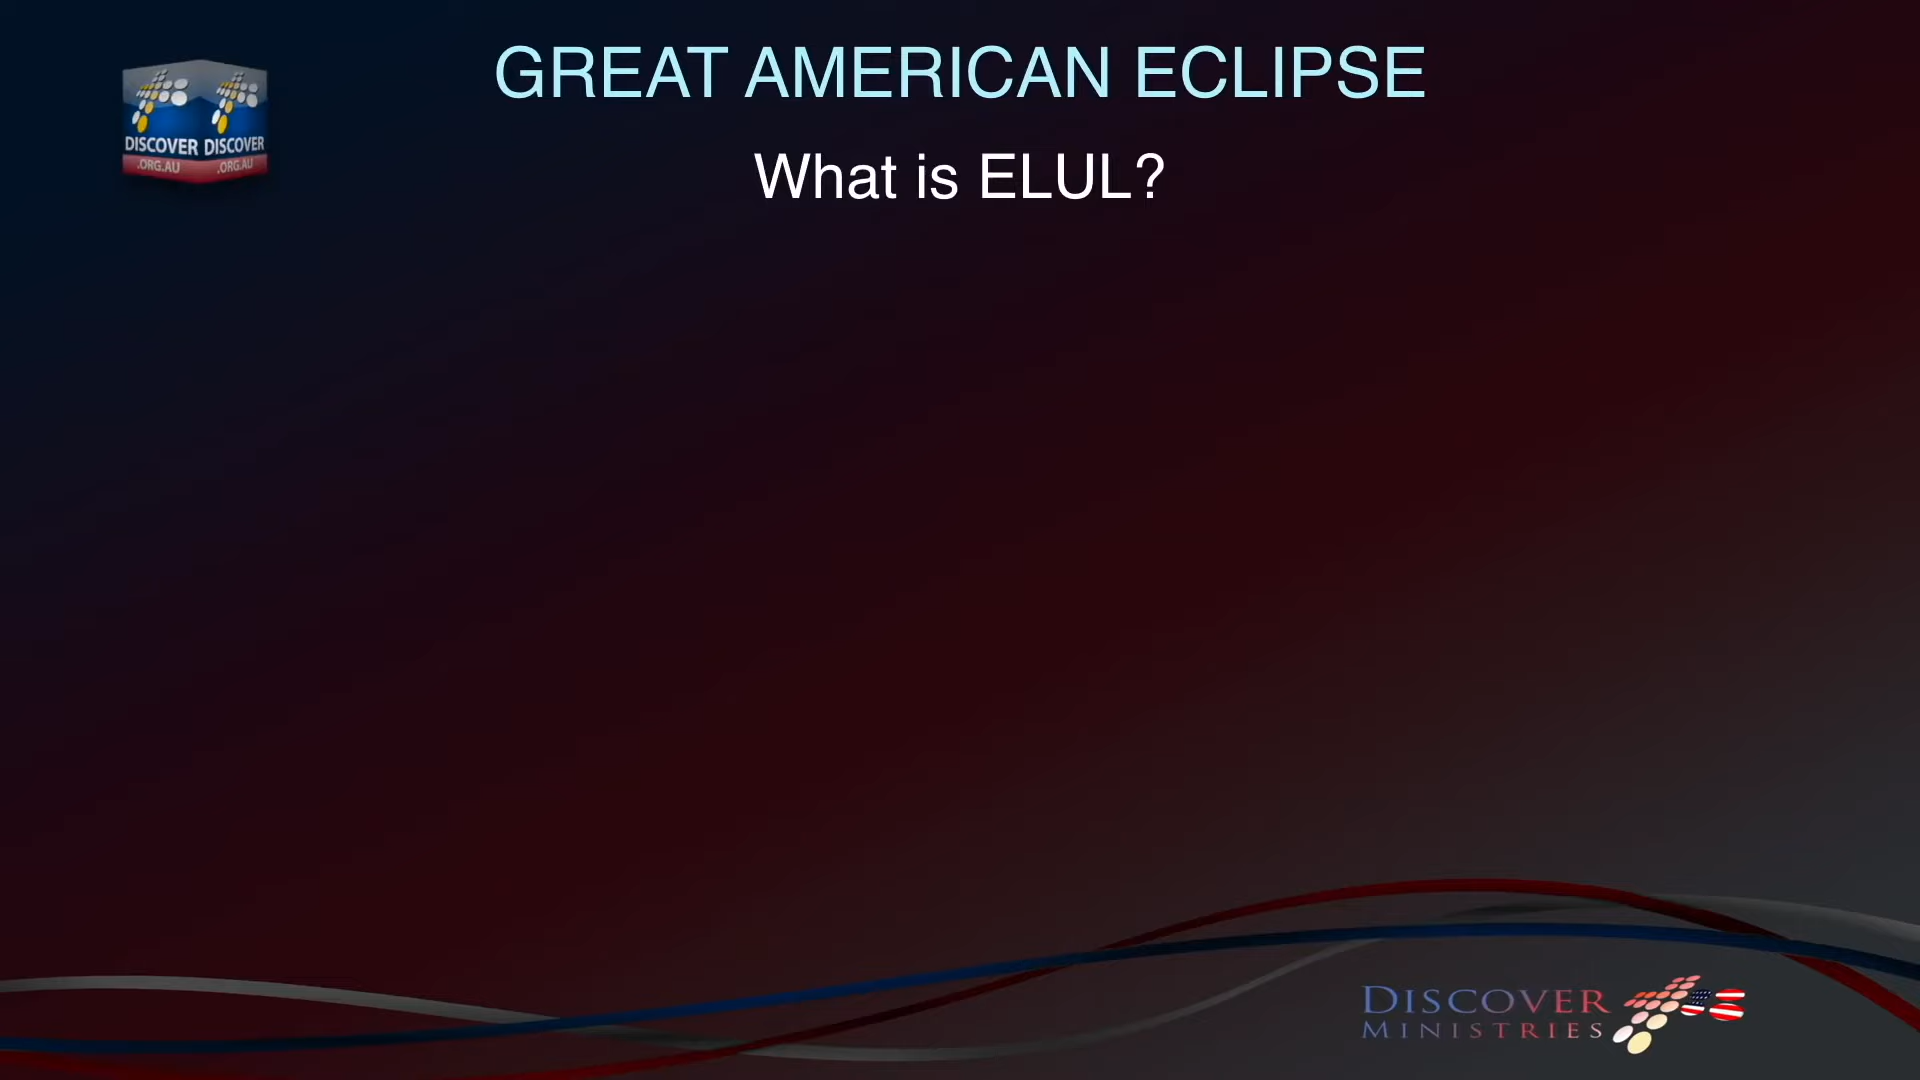 GREAT AMERICAN ECLIPSE
What is ELUL?
DISCOVER DISCOVER
.ORG.AU .ORG.AU
DISCOVER
MINISTRIES